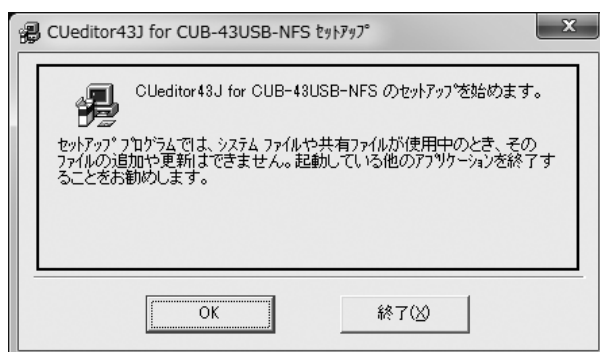 CUeditor43J for CUB-43USB-NFS ｾｯﾄｱｯﾌﾟ
CUeditor43J for CUB-43USB-NFS のｾｯﾄｱｯﾌﾟを始めます。
ｾｯﾄｱｯﾌﾟ ﾌﾟﾛｸﾞﾗﾑでは、ｼｽﾃﾑ ﾌｧｲﾙや共有ﾌｧｲﾙが使用中のとき、その
ﾌｧｲﾙの追加や更新はできません。起動している他のｱﾌﾟﾘｹｰｼｮﾝを終了す
ることをお勧めします。
OK
終了(X)